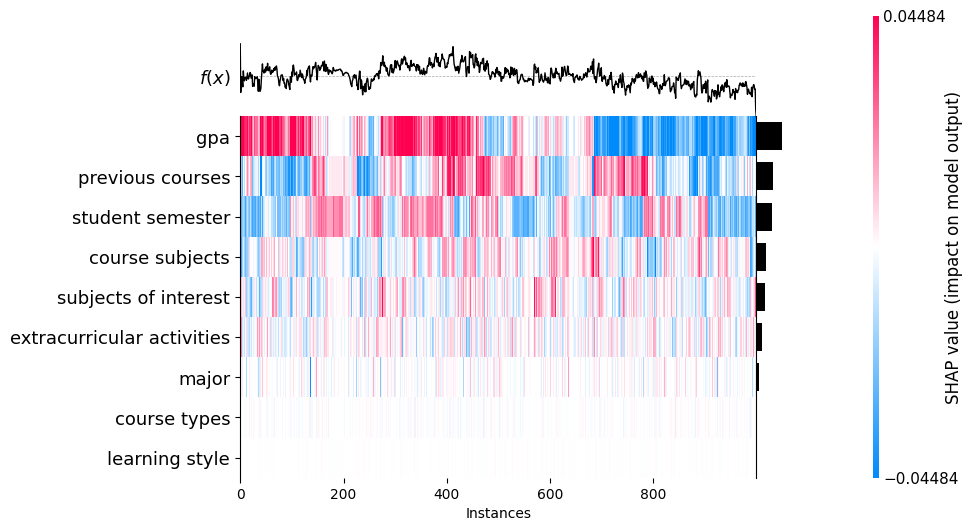 0.04484
f(x)
gpa
previous courses
student semester
course subjects
subjects of interest
extracurricular activities
major
course types
learning style
0 200 400 600 800
Instances
SHAP value (impact on model output)
−0.04484